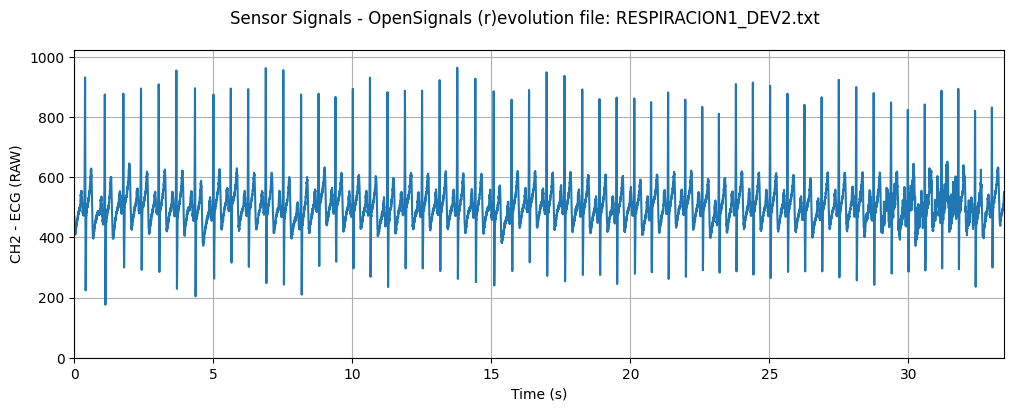 Sensor Signals - OpenSignals (r)evolution file: RESPIRACION1_DEV2.txt
1000
800
600
400
200
0
CH2 - ECG (RAW)
0 5 10 15 20 25 30
Time (s)